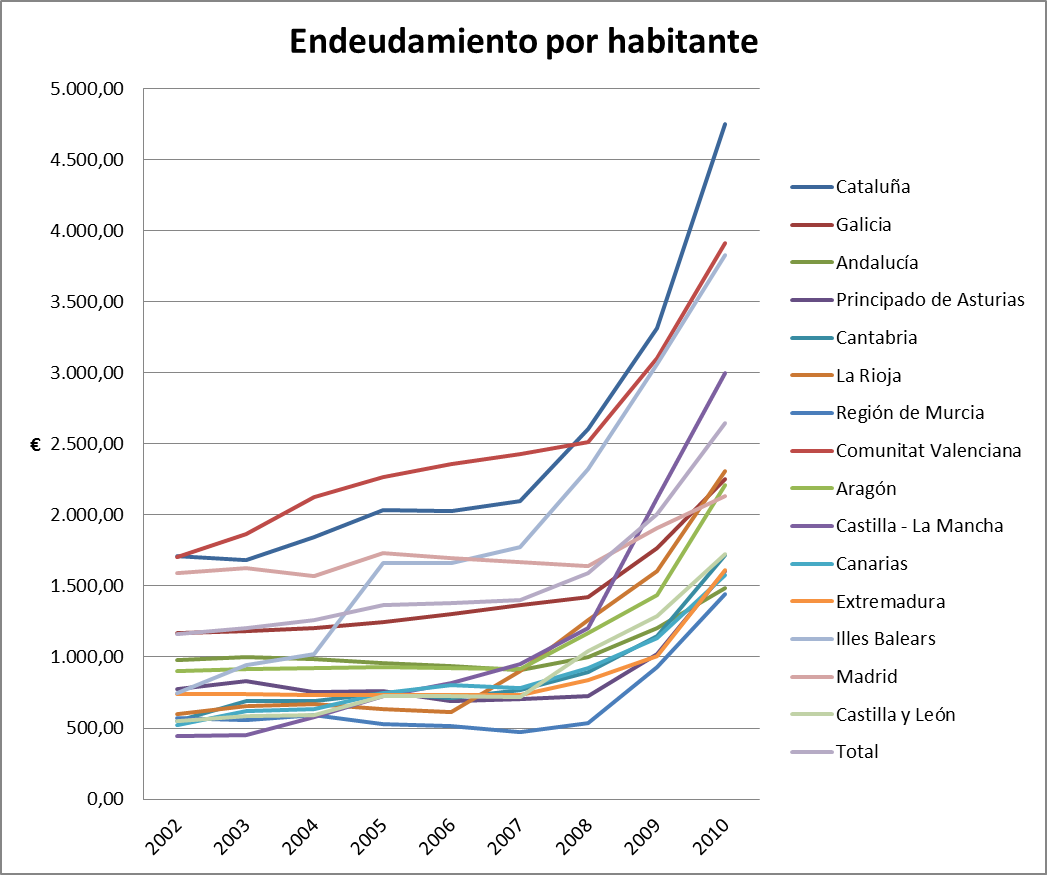 Endeudamiento por habitante
5.000,00
4.500,00
4.000,00
3.500,00
3.000,00
2.500,00
2.000,00
1.500,00
1.000,00
500,00
0,00
€
2002
2003
2004
2005
2006
2007
2008
2009
2010
Cataluña
Galicia
Andalucía
Principado de Asturias
Cantabria
La Rioja
Región de Murcia
Comunitat Valenciana
Aragón
Castilla - La Mancha
Canarias
Extremadura
Illes Balears
Madrid
Castilla y León
Total